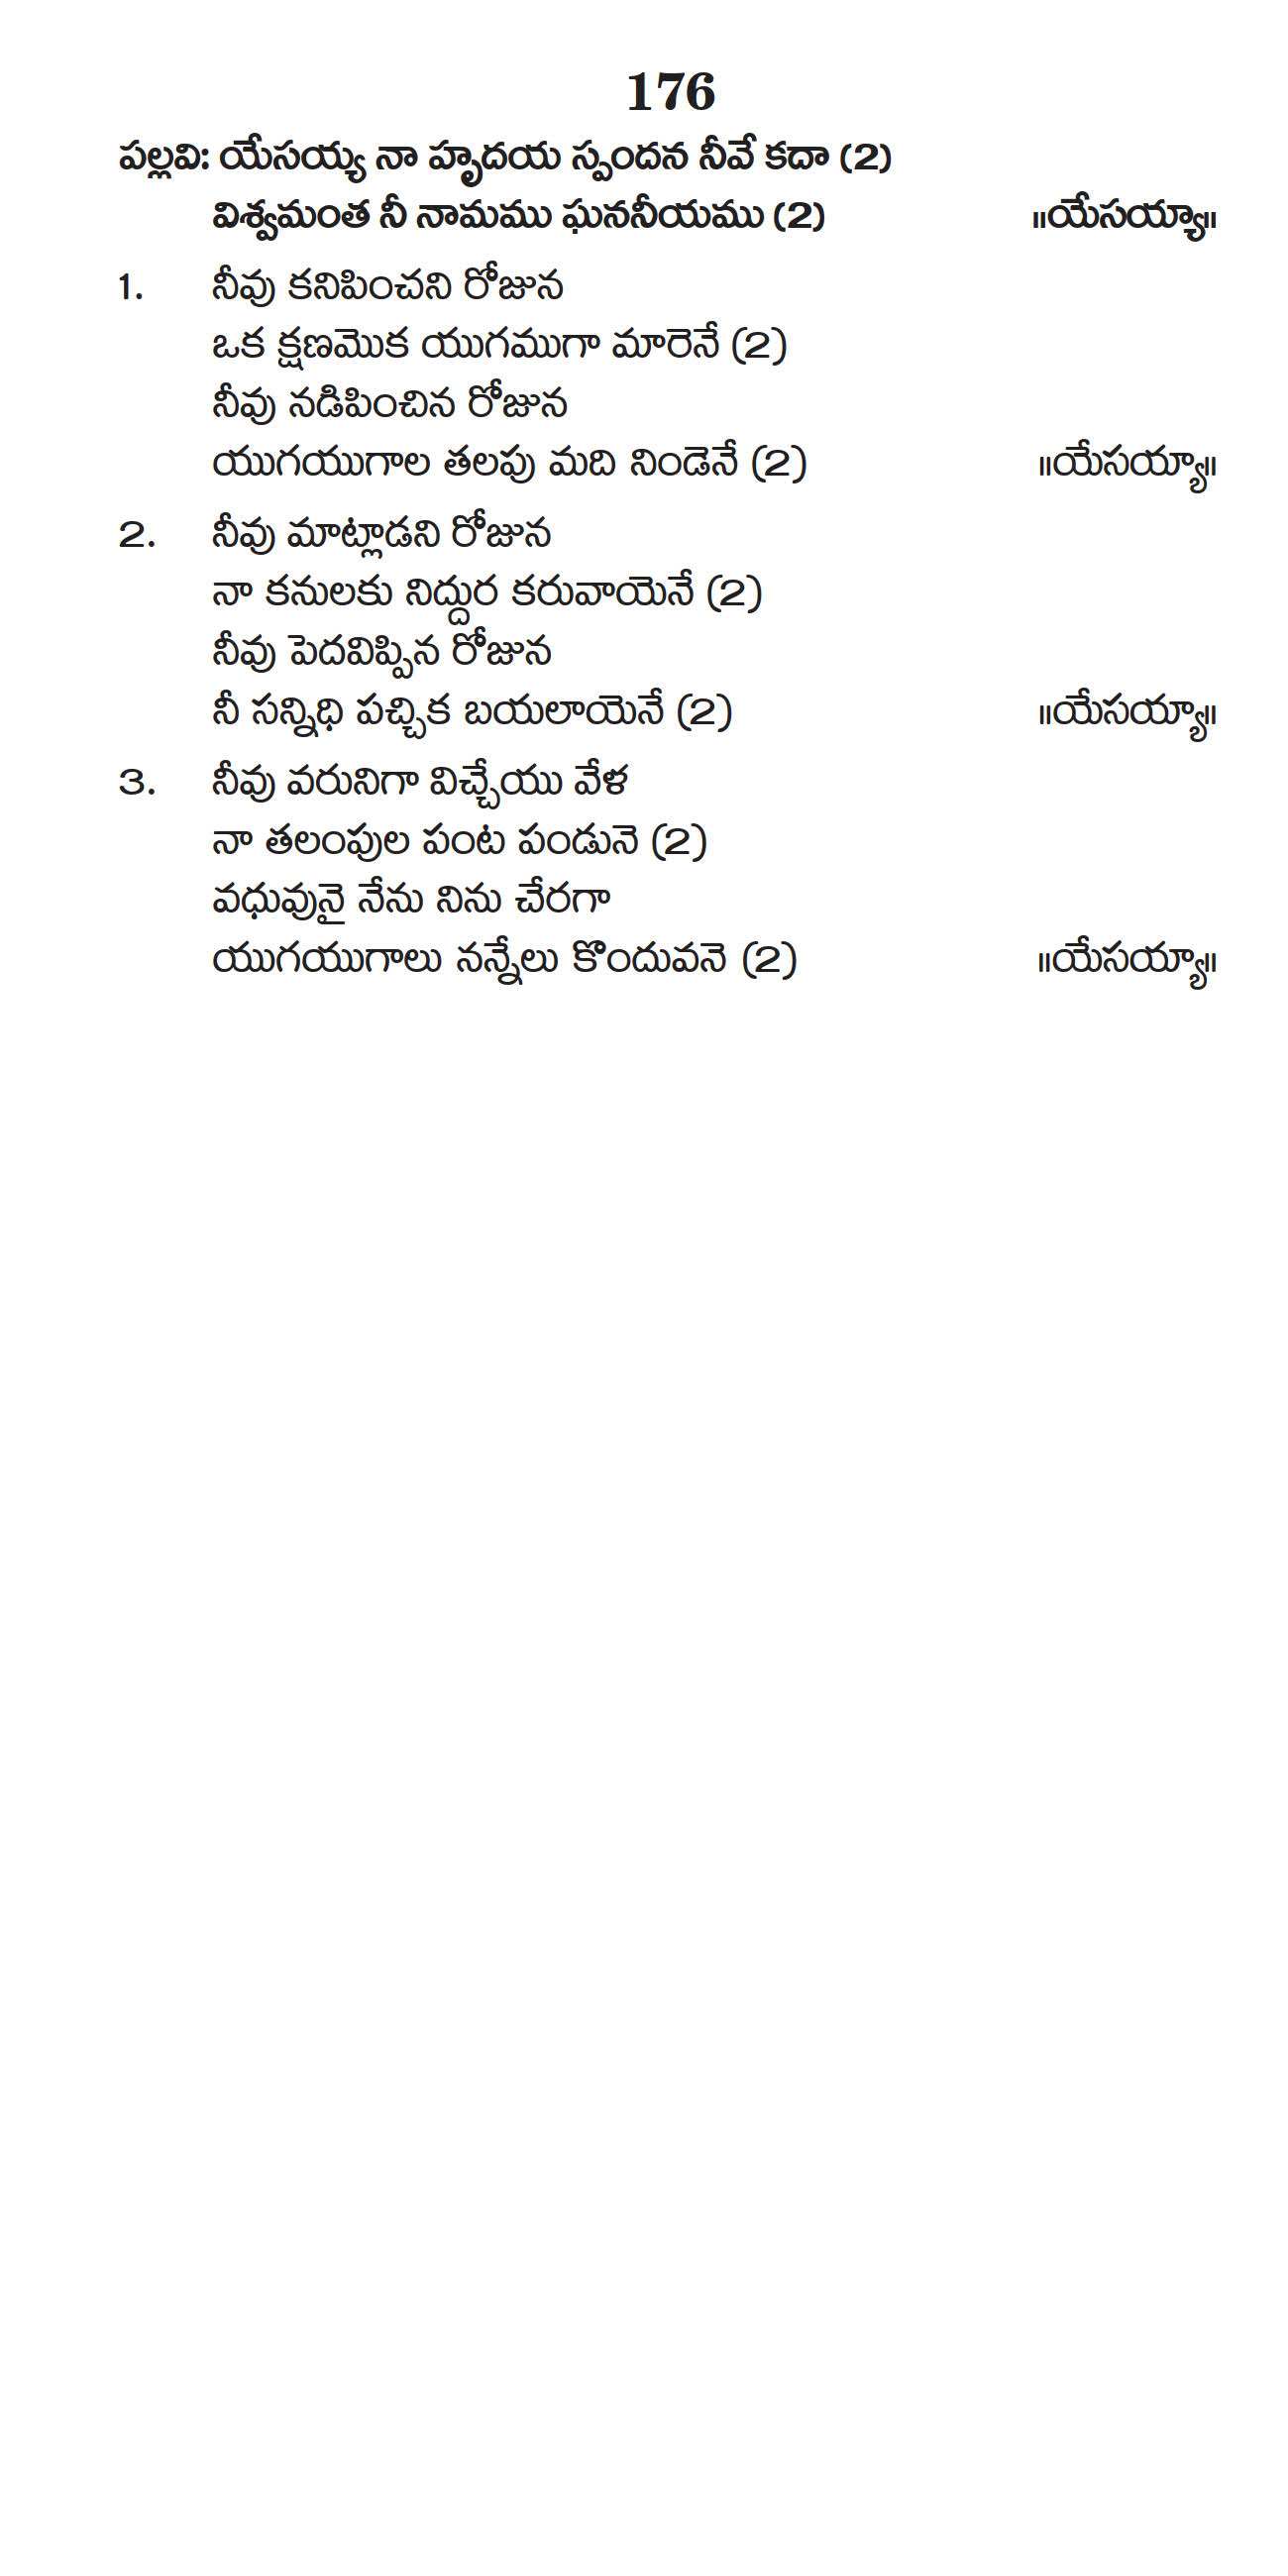 176
పల్లవి: యేసయ్య నా హృదయ స్పందన నీవే కదా (2)
విశ్వమంత నీ నామము ఘననీయము (2) ॥యేసయ్యా॥
1. నీవు కనిపించని రోజున
ఒక క్షణమొక యుగముగా మారెనే (2)
నీవు నడిపించిన రోజున
యుగయుగాల తలపు మది నిండెనే (2) ॥యేసయ్యా॥
2. నీవు మాట్లాడని రోజున
నా కనులకు నిద్దుర కరువాయెనే (2)
నీవు పెదవిప్పిన రోజున
నీ సన్నిధి పచ్చిక బయలాయెనే (2) ॥యేసయ్యా॥
3. నీవు వరునిగా విచ్చేయు వేళ
నా తలంపుల పంట పండునె (2)
వధువునై నేను నిను చేరగా
యుగయుగాలు నన్నేలు కొందువనె (2) ॥యేసయ్యా॥